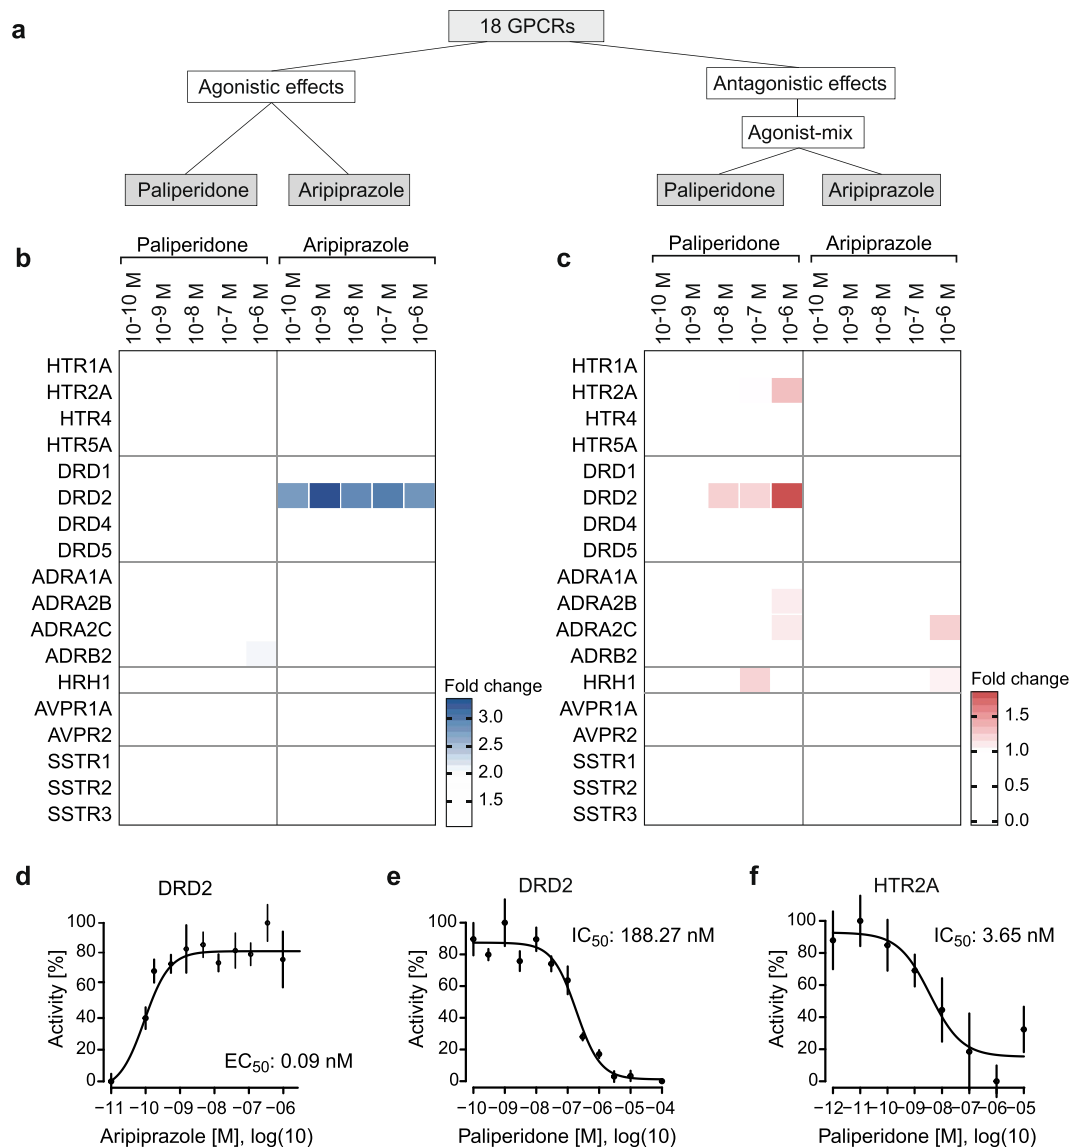 a
18 GPCRs
Agonistic effects
Antagonistic effects
Agonist-mix
Paliperidone
Aripiprazole
Paliperidone
Aripiprazole
b
Paliperidone
Aripiprazole
10-10 M
10-9 M
10-8 M
10-7 M
10-6 M
10-10 M
10-9 M
10-8 M
10-7 M
10-6 M
HTR1A
HTR2A
HTR4
HTR5A
DRD1
DRD2
DRD4
DRD5
ADRA1A
ADRA2B
ADRA2C
ADRB2
HRH1
AVPR1A
AVPR2
SSTR1
SSTR2
SSTR3
Fold change
3.0
2.5
2.0
1.5
c
Paliperidone
Aripiprazole
10-10 M
10-9 M
10-8 M
10-7 M
10-6 M
10-10 M
10-9 M
10-8 M
10-7 M
10-6 M
HTR1A
HTR2A
HTR4
HTR5A
DRD1
DRD2
DRD4
DRD5
ADRA1A
ADRA2B
ADRA2C
ADRB2
HRH1
AVPR1A
AVPR2
SSTR1
SSTR2
SSTR3
Fold change
1.5
1.0
0.5
0.0
d
DRD2
Activity [%]
100
80
60
40
20
0
EC50: 0.09 nM
−11 −10 −09 −08 −07 −06
Aripiprazole [M], log(10)
e
DRD2
Activity [%]
100
80
60
40
20
0
IC50: 188.27 nM
−10 −09 −08 −07 −06 −05 −04
Paliperidone [M], log(10)
f
HTR2A
Activity [%]
100
80
60
40
20
0
IC50: 3.65 nM
−12 −11 −10 −09 −08 −07 −06 −05
Paliperidone [M], log(10)